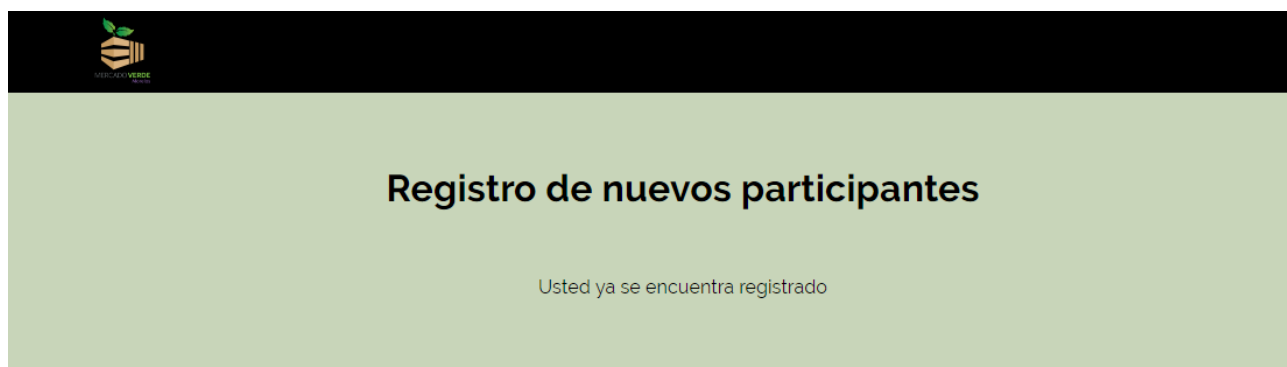 MERCADO VERDE
Registro de nuevos participantes
Usted ya se encuentra registrado